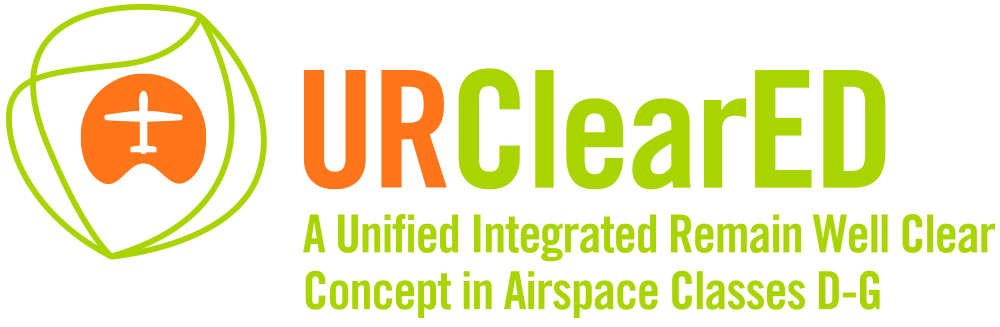 URClearED
A Unified Integrated Remain Well Clear
Concept in Airspace Classes D-G